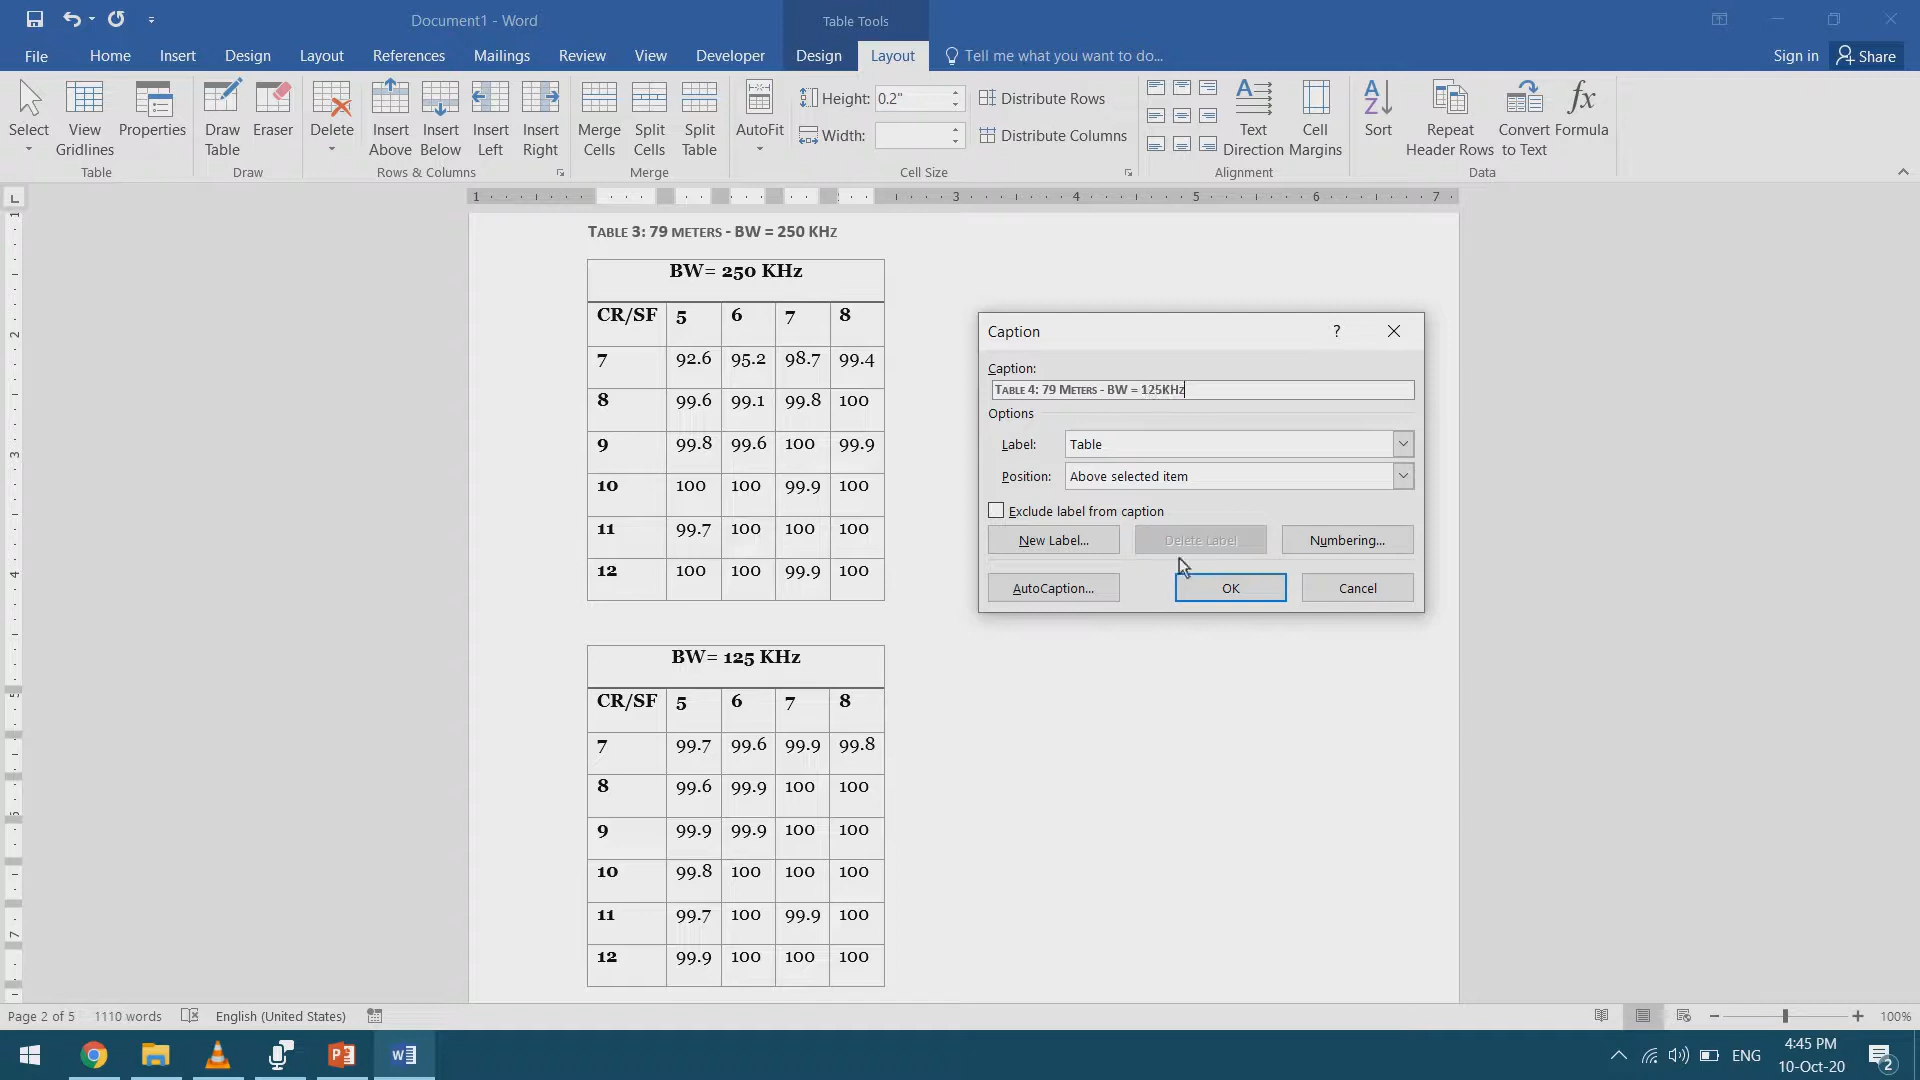 Document1 - Word
Table Tools
File Home Insert Design Layout References Mailings Review View Developer Design Layout Tell me what you want to do... Sign in Share
Select
View Gridlines
Properties
Draw Table
Eraser
Delete
Insert Above
Insert Below
Insert Left
Insert Right
Merge Cells
Split Cells
Split Table
AutoFit
Height: 0.2"
Width:
Distribute Rows
Distribute Columns
Text Direction
Cell Margins
Sort
Repeat Header Rows
Convert to Text
Formula
Table Draw Rows & Columns Merge Cell Size Alignment Data
1 3 4 5 6 7
TABLE 3: 79 METERS - BW = 250 KHZ
BW= 250 KHz
CR/SF 5 6 7 8
7 92.6 95.2 98.7 99.4
8 99.6 99.1 99.8 100
9 99.8 99.6 100 99.9
10 100 100 99.9 100
11 99.7 100 100 100
12 100 100 99.9 100
BW= 125 KHz
CR/SF 5 6 7 8
7 99.7 99.6 99.9 99.8
8 99.6 99.9 100 100
9 99.9 99.9 100 100
10 99.8 100 100 100
11 99.7 100 99.9 100
12 99.9 100 100 100
Caption ?
Caption:
TABLE 4: 79 METERS - BW = 125KHZ
Options
Label: Table
Position: Above selected item
Exclude label from caption
New Label... Delete Label Numbering...
AutoCaption... OK Cancel
Page 2 of 5 1110 words English (United States) 100%
ENG
4:45 PM
10-Oct-20
2